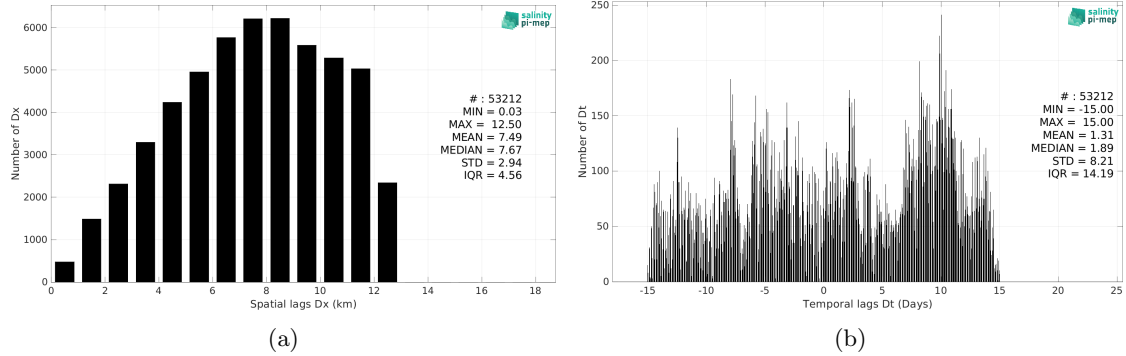 6000
5000
4000
3000
2000
1000
0
Number of Dx
salinity
pi-mep
# : 53212
MIN = 0.03
MAX = 12.50
MEAN = 7.49
MEDIAN = 7.67
STD = 2.94
IQR = 4.56
0 2 4 6 8 10 12 14 16 18
Spatial lags Dx (km)
(a)
250
200
150
100
50
0
Number of Dt
salinity
pi-mep
# : 53212
MIN = -15.00
MAX = 15.00
MEAN = 1.31
MEDIAN = 1.89
STD = 8.21
IQR = 14.19
-15 -10 -5 0 5 10 15 20 25
Temporal lags Dt (Days)
(b)